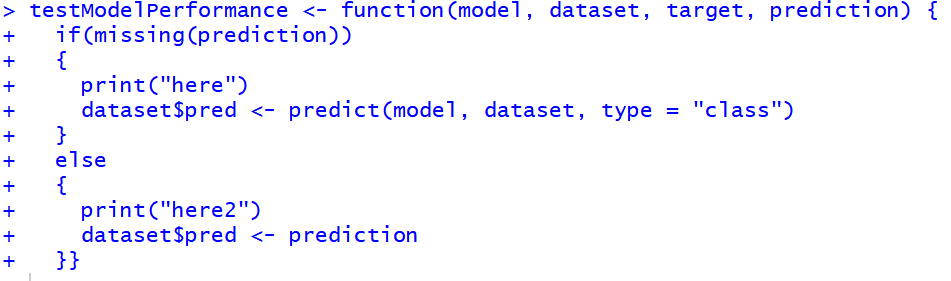 > testModelPerformance <- function(model, dataset, target, prediction) {
+   if(missing(prediction))
+   {
+     print("here")
+     dataset$pred <- predict(model, dataset, type = "class")
+   }
+   else
+   {
+     print("here2")
+     dataset$pred <- prediction
+   }}